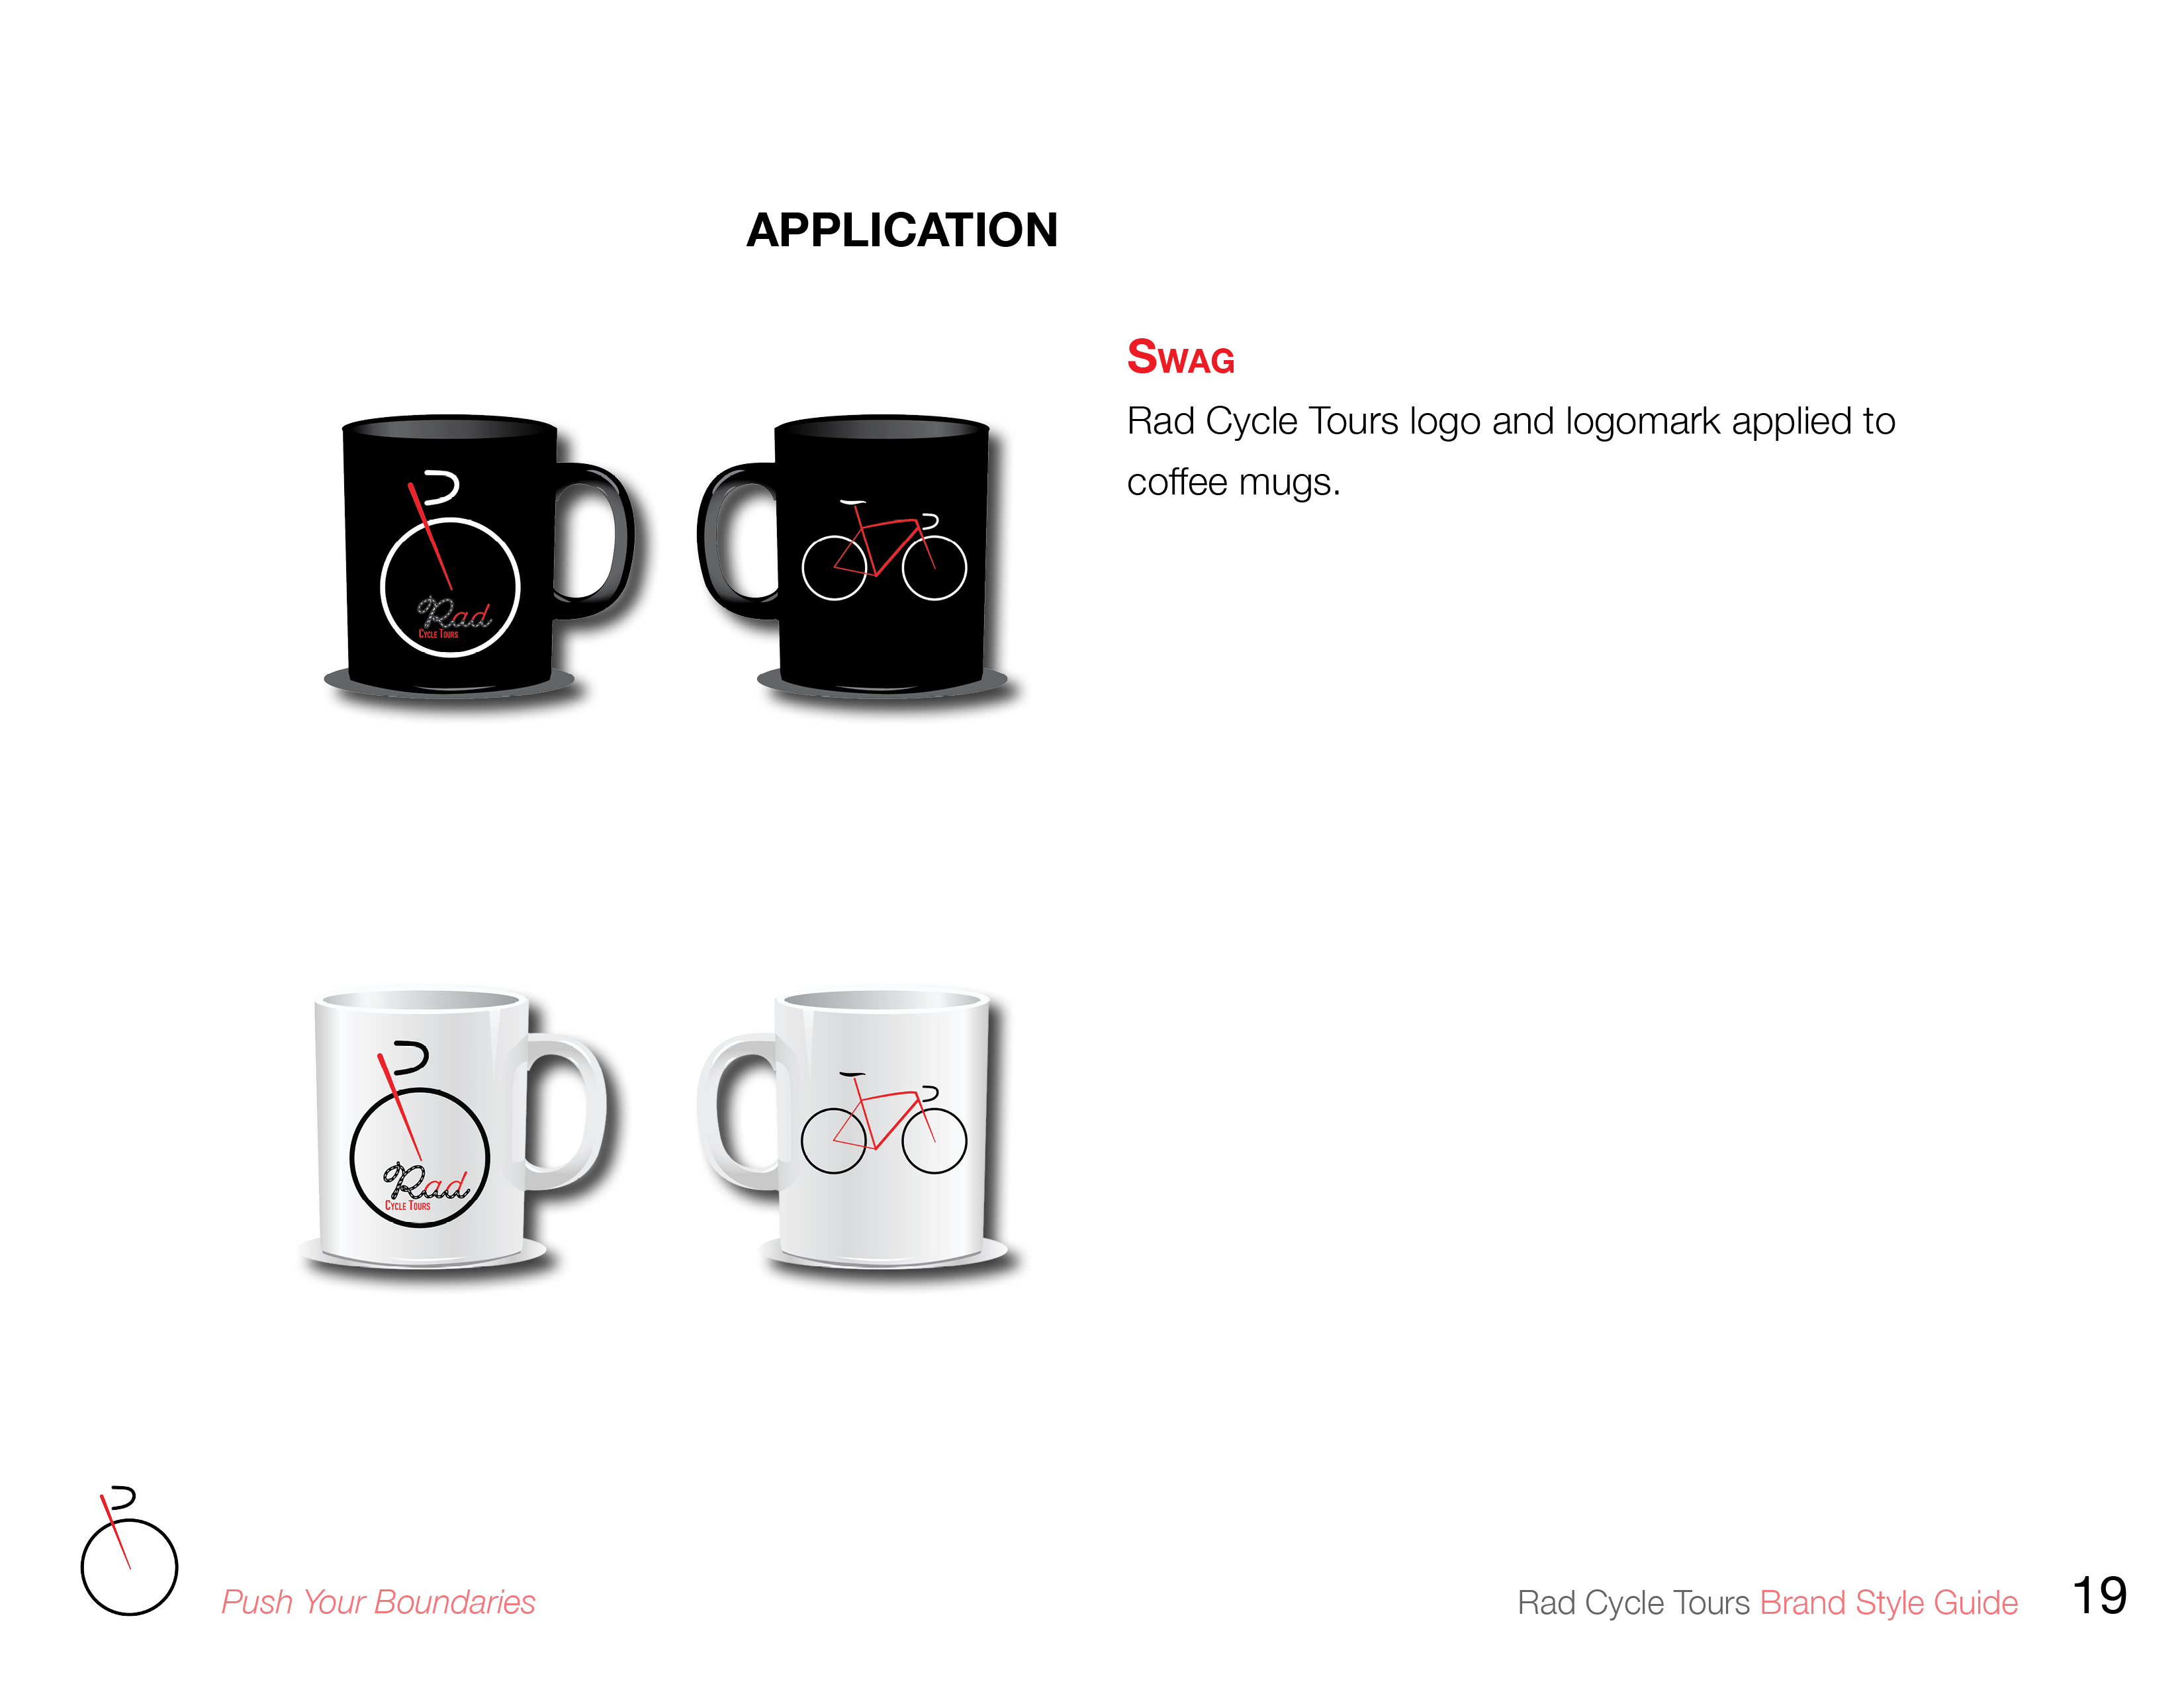 APPLICATION
SWAG
Rad Cycle Tours logo and logomark applied to
coffee mugs.
Rad
CYCLE TOURS
Rad
CYCLE TOURS
Push Your Boundaries
Rad Cycle Tours Brand Style Guide 19